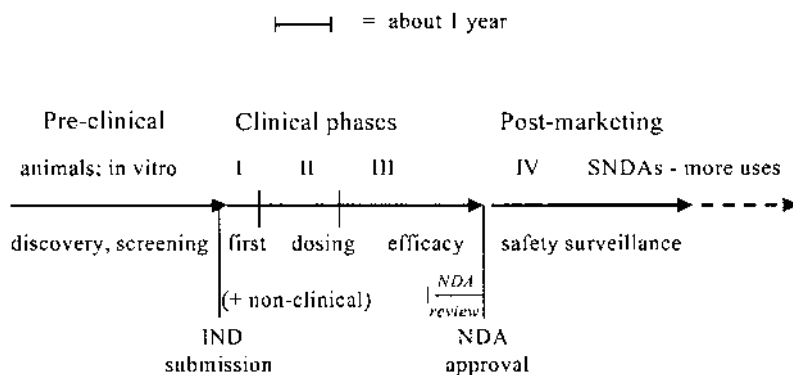 = about 1 year
Pre-clinical Clinical phases Post-marketing
animals; in vitro I II III IV SNDAs - more uses
discovery, screening first dosing efficacy safety surveillance
(+ non-clinical) NDA
review
IND NDA
submission approval